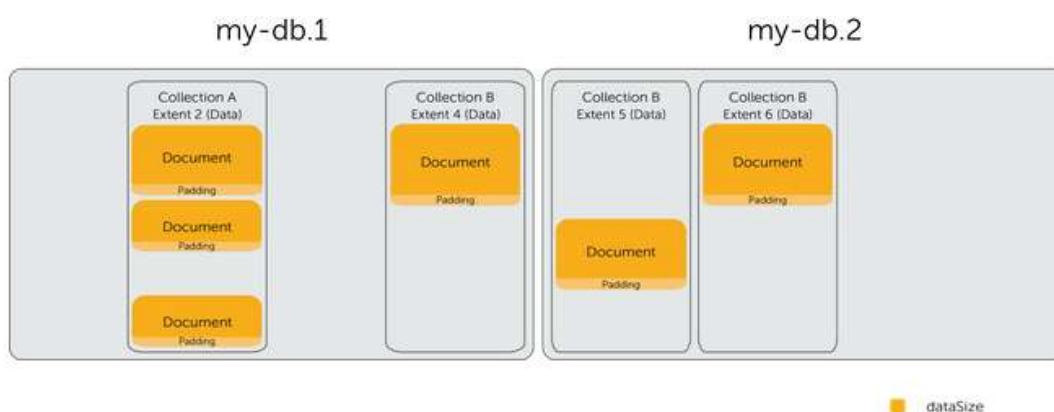 my-db.1
my-db.2
Collection A
Extent 2 (Data)
Document
Padding
Document
Padding
Document
Padding
Collection B
Extent 4 (Data)
Document
Padding
Collection B
Extent 5 (Data)
Document
Padding
Collection B
Extent 6 (Data)
Document
Padding
dataSize